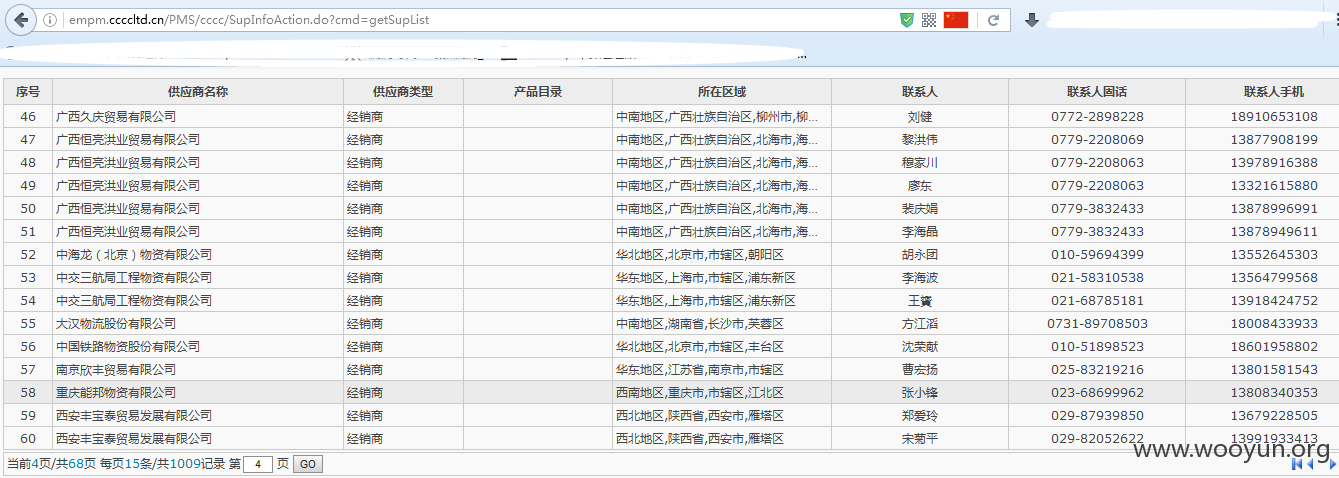 empm.ccccltd.cn/PMS/cccc/SupInfoAction.do?cmd=getSupList
序号 供应商名称 供应商类型 产品目录 所在区域 联系人 联系人固话 联系人手机
46 广西久庆贸易有限公司 经销商 中南地区,广西壮族自治区,柳州市,柳... 刘健 0772-2898228 18910653108
47 广西恒亮洪业贸易有限公司 经销商 中南地区,广西壮族自治区,北海市,海... 黎洪伟 0779-2208069 13877908199
48 广西恒亮洪业贸易有限公司 经销商 中南地区,广西壮族自治区,北海市,海... 穆家川 0779-2208063 13978916388
49 广西恒亮洪业贸易有限公司 经销商 中南地区,广西壮族自治区,北海市,海... 廖东 0779-2208063 13321615880
50 广西恒亮洪业贸易有限公司 经销商 中南地区,广西壮族自治区,北海市,海... 裴庆娟 0779-3832433 13878996991
51 广西恒亮洪业贸易有限公司 经销商 中南地区,广西壮族自治区,北海市,海... 0779-3832433 13878949611
52 中海龙（北京）物资有限公司 经销商 华北地区,北京市,市辖区,朝阳区 胡永团 010-59694399 13552645303
53 中交三航局工程物资有限公司 经销商 华东地区,上海市,市辖区,浦东新区 李海波 021-58310538 13564799568
54 中交三航局工程物资有限公司 经销商 华东地区,上海市,市辖区,浦东新区 021-68785181 13918424752
55 大汉物流股份有限公司 经销商 中南地区,湖南省,长沙市,芙蓉区 方江滔 0731-89708503 18008433933
56 中国铁路物资股份有限公司 经销商 华北地区,北京市,市辖区,丰台区 沈荣献 010-51898523 18601958802
57 南京欣丰贸易有限公司 经销商 华东地区,江苏省,南京市,市辖区 曹宏扬 025-83219216 13801581543
58 重庆能邦物资有限公司 经销商 西南地区,重庆市,市辖区,江北区 张小锋 023-68699962 13808340353
59 西安丰宝泰贸易发展有限公司 经销商 西北地区,陕西省,西安市,雁塔区 郑爱玲 029-87939850 13679228505
60 西安丰宝泰贸易发展有限公司 经销商 西北地区,陕西省,西安市,雁塔区 宋菊平 029-82052622 13991933413
当前4页/共68页 每页15条/共1009记录 第 4 页 GO
www.wooyun.org